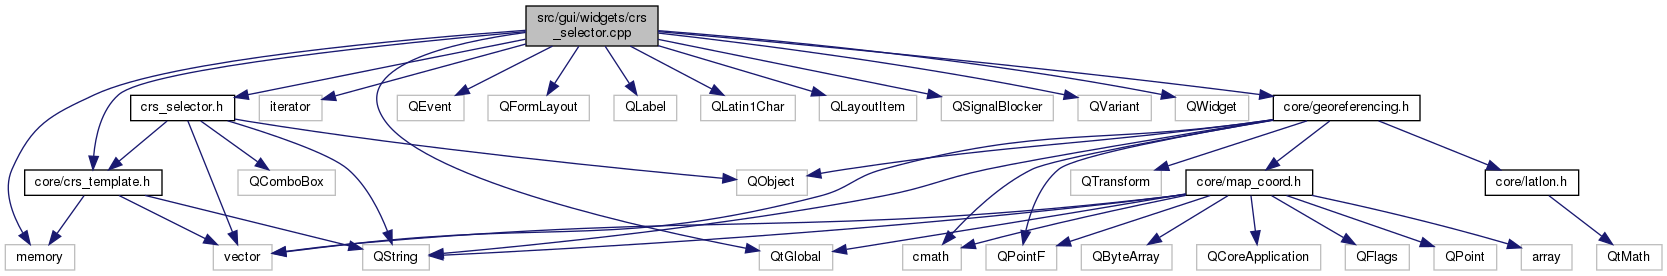 src/gui/widgets/crs
_selector.cpp
crs_selector.h
iterator
QEvent
QFormLayout
QLabel
QLatin1Char
QLayoutItem
QSignalBlocker
QVariant
QWidget
core/georeferencing.h
core/crs_template.h
QComboBox
QObject
QTransform
core/map_coord.h
core/latlon.h
memory
vector
QString
QtGlobal
cmath
QPointF
QByteArray
QCoreApplication
QFlags
QPoint
array
QtMath